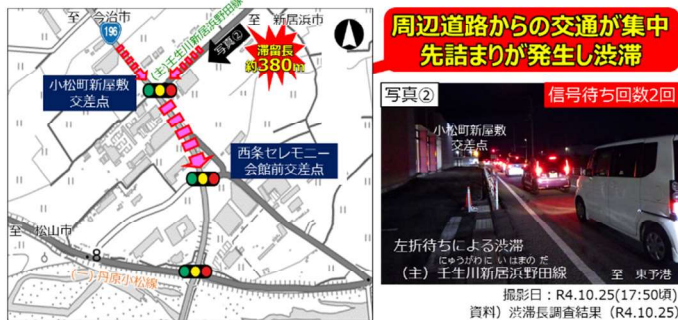 至 今治市
196
(主)壬生川新居浜野田線
至 新居浜市
写真②
滞留長
約380m
小松町新屋敷
交差点
西条セレモニー
会館前交差点
至 松山市
8
(一)丹原小松線
周辺道路からの交通が集中
先詰まりが発生し渋滞
写真②
信号待ち回数2回
小松町新屋敷
交差点
左折待ちによる渋滞
にゅうがわにいはまのだ
(主)壬生川新居浜野田線
至 東予港
撮影日：R4.10.25(17:50頃)
資料）渋滞長調査結果（R4.10.25)